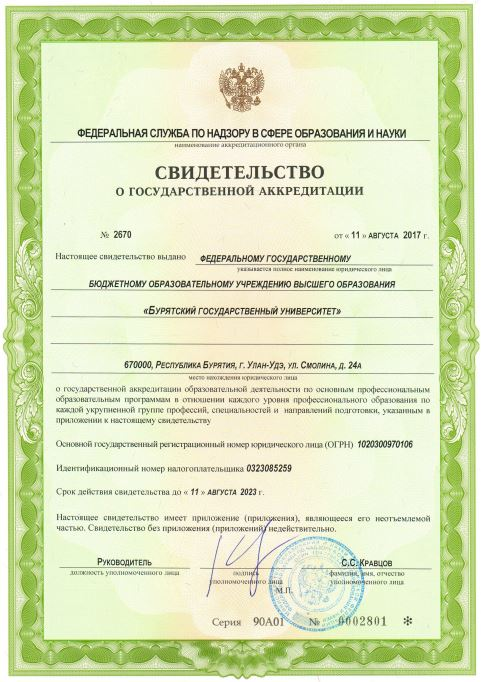 ФЕДЕРАЛЬНАЯ СЛУЖБА ПО НАДЗОРУ В СФЕРЕ ОБРАЗОВАНИЯ И НАУКИ
наименование аккредитационного органа
СВИДЕТЕЛЬСТВО
О ГОСУДАРСТВЕННОЙ АККРЕДИТАЦИИ
№ 2670 от « 11 » АВГУСТА 2017 г.
Настоящее свидетельство выдано ФЕДЕРАЛЬНОМУ ГОСУДАРСТВЕННОМУ
указывается полное наименование юридического лица
БЮДЖЕТНОМУ ОБРАЗОВАТЕЛЬНОМУ УЧРЕЖДЕНИЮ ВЫСШЕГО ОБРАЗОВАНИЯ
«БУРЯТСКИЙ ГОСУДАРСТВЕННЫЙ УНИВЕРСИТЕТ»
670000, РЕСПУБЛИКА БУРЯТИЯ, Г. УЛАН-УДЭ, УЛ. СМОЛИНА, Д. 24А
место нахождения юридического лица
о государственной аккредитации образовательной деятельности по основным профессиональным
образовательным программам в отношении каждого уровня профессионального образования по
каждой укрупненной группе профессий, специальностей и направлений подготовки, указанным в
приложении к настоящему свидетельству
Основной государственный регистрационный номер юридического лица (ОГРН) 1020300970106
Идентификационный номер налогоплательщика 0323085259
Срок действия свидетельства до « 11 » АВГУСТА 2023 г.
Настоящее свидетельство имеет приложение (приложения), являющееся его неотъемлемой
частью. Свидетельство без приложения (приложений) недействительно.
РУКОВОДИТЕЛЬ С.С. КРАВЦОВ
должность уполномоченного лица подпись уполномоченного лица фамилия, имя, отчество уполномоченного лица
М.П.
Серия 90А01 № 0002801 *